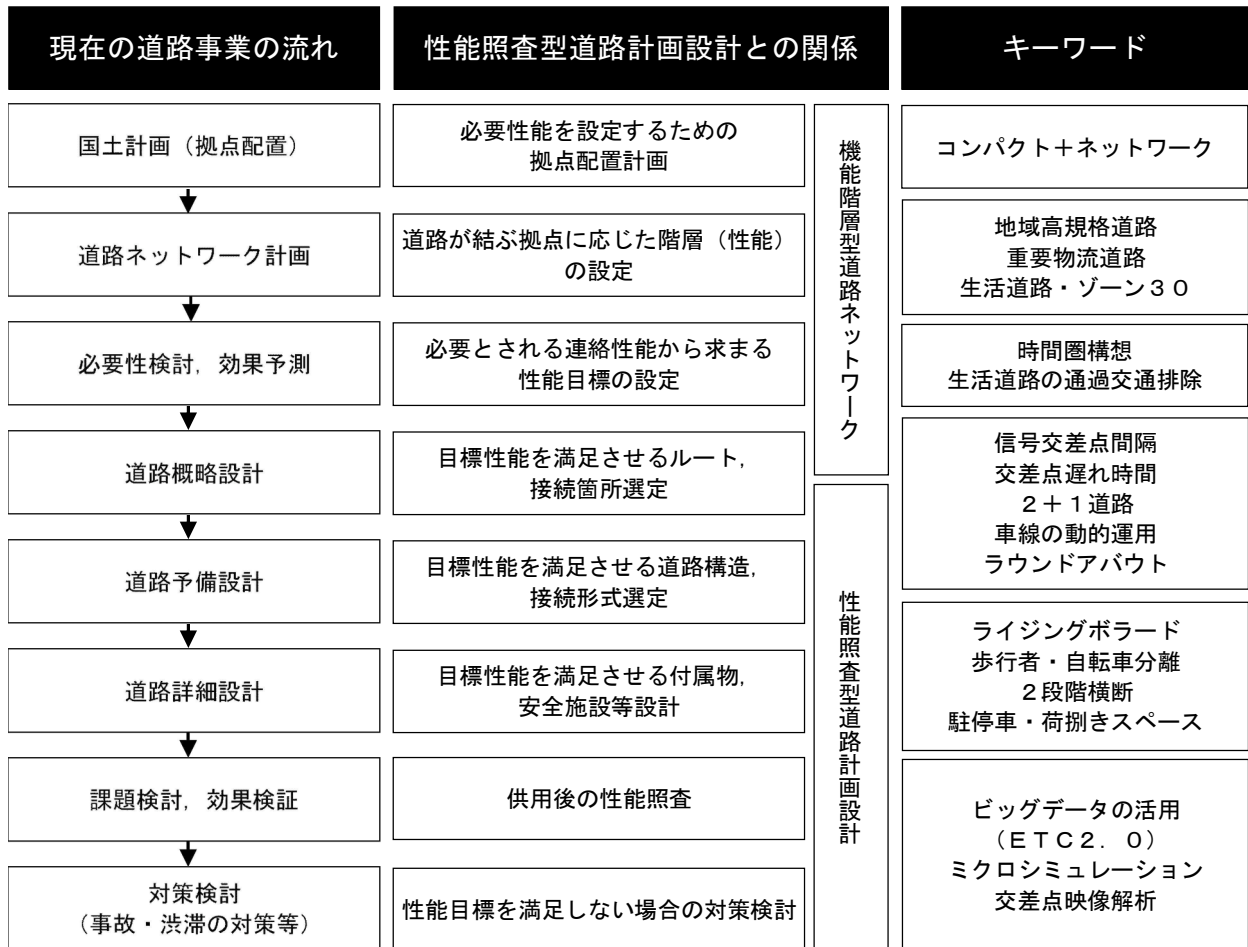 現在の道路事業の流れ
性能照査型道路計画設計との関係
キーワード
国土計画（拠点配置）
必要性能を設定するための
拠点配置計画
機能階層型道路ネットワーク
コンパクト＋ネットワーク
道路ネットワーク計画
道路が結ぶ拠点に応じた階層（性能）
の設定
地域高規格道路
重要物流道路
生活道路・ゾーン３０
必要性検討，効果予測
必要とされる連絡性能から求まる
性能目標の設定
時間圏構想
生活道路の通過交通排除
道路概略設計
目標性能を満足させるルート，
接続箇所選定
信号交差点間隔
交差点遅れ時間
２＋１道路
車線の動的運用
ラウンドアバウト
道路予備設計
目標性能を満足させる道路構造，
接続形式選定
性能照査型道路計画設計
道路詳細設計
目標性能を満足させる付属物，
安全施設等設計
ライジングボラード
歩行者・自転車分離
２段階横断
駐停車・荷捌きスペース
課題検討，効果検証
供用後の性能照査
ビッグデータの活用
（ＥＴＣ２．０）
ミクロシミュレーション
交差点映像解析
対策検討
（事故・渋滞の対策等）
性能目標を満足しない場合の対策検討